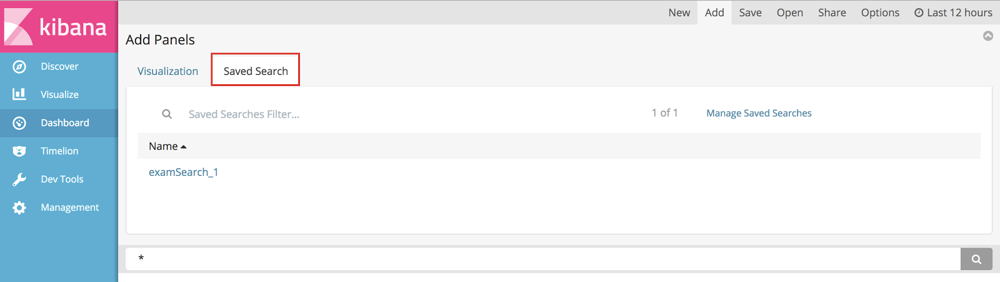 kibana
Discover
Visualize
Dashboard
Timelion
Dev Tools
Management
New Add Save Open Share Options Last 12 hours
Add Panels
Visualization Saved Search
Saved Searches Filter... 1 of 1 Manage Saved Searches
Name
examSearch_1
*